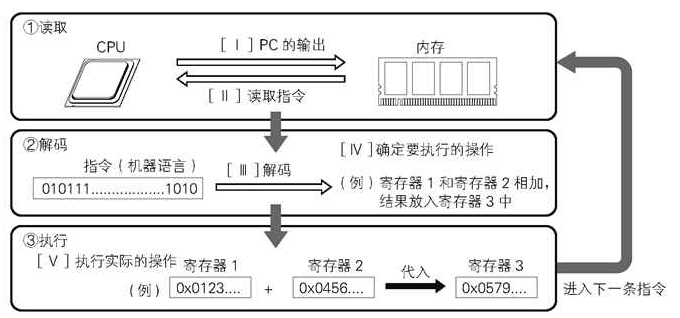 ①读取
CPU
[ Ⅰ ] PC 的输出
内存
[ Ⅱ ] 读取指令
②解码
指令（机器语言）
010111...................1010
[ Ⅲ ] 解码
[ Ⅳ ] 确定要执行的操作
（例）寄存器 1 和寄存器 2 相加，
结果放入寄存器 3 中
③执行
[ Ⅴ ] 执行实际的操作
寄存器 1
寄存器 2
代入
寄存器 3
（例）
0x0123....
+
0x0456....
0x0579....
进入下一条指令